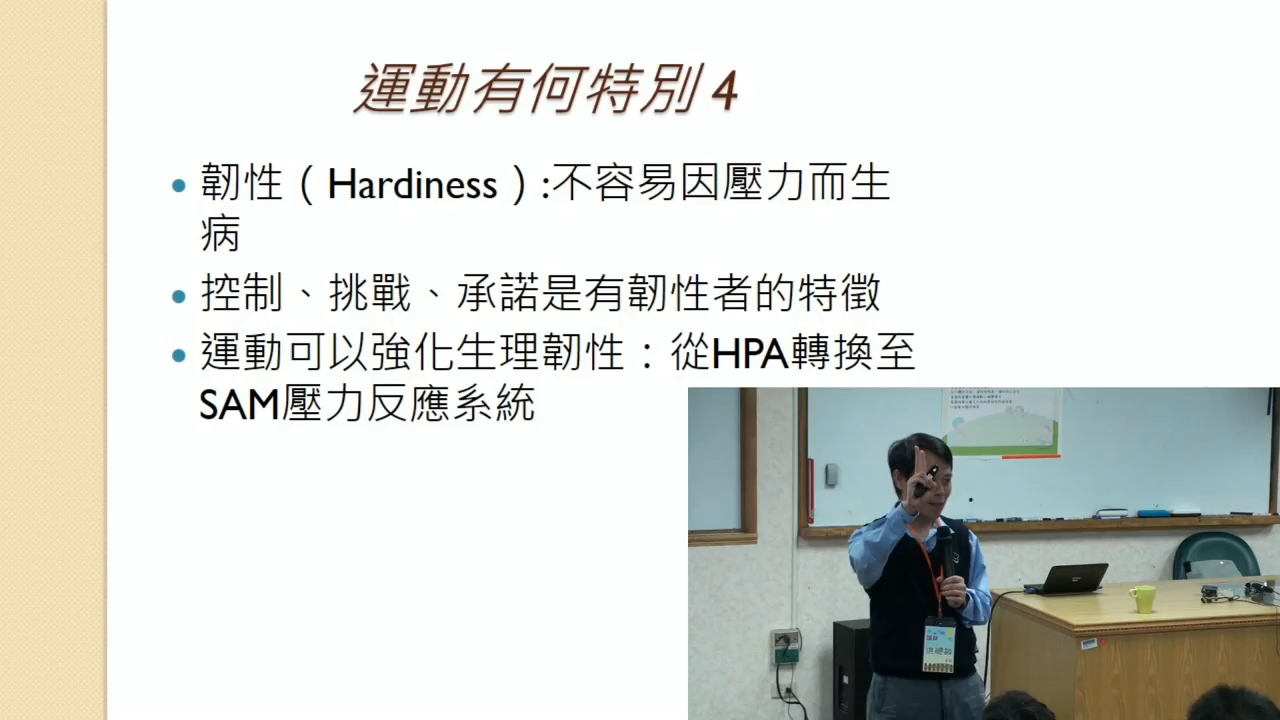 運動有何特別 4
韌性（Hardiness）:不容易因壓力而生
病
控制、挑戰、承諾是有韌性者的特徵
運動可以強化生理韌性：從HPA轉換至
SAM壓力反應系統